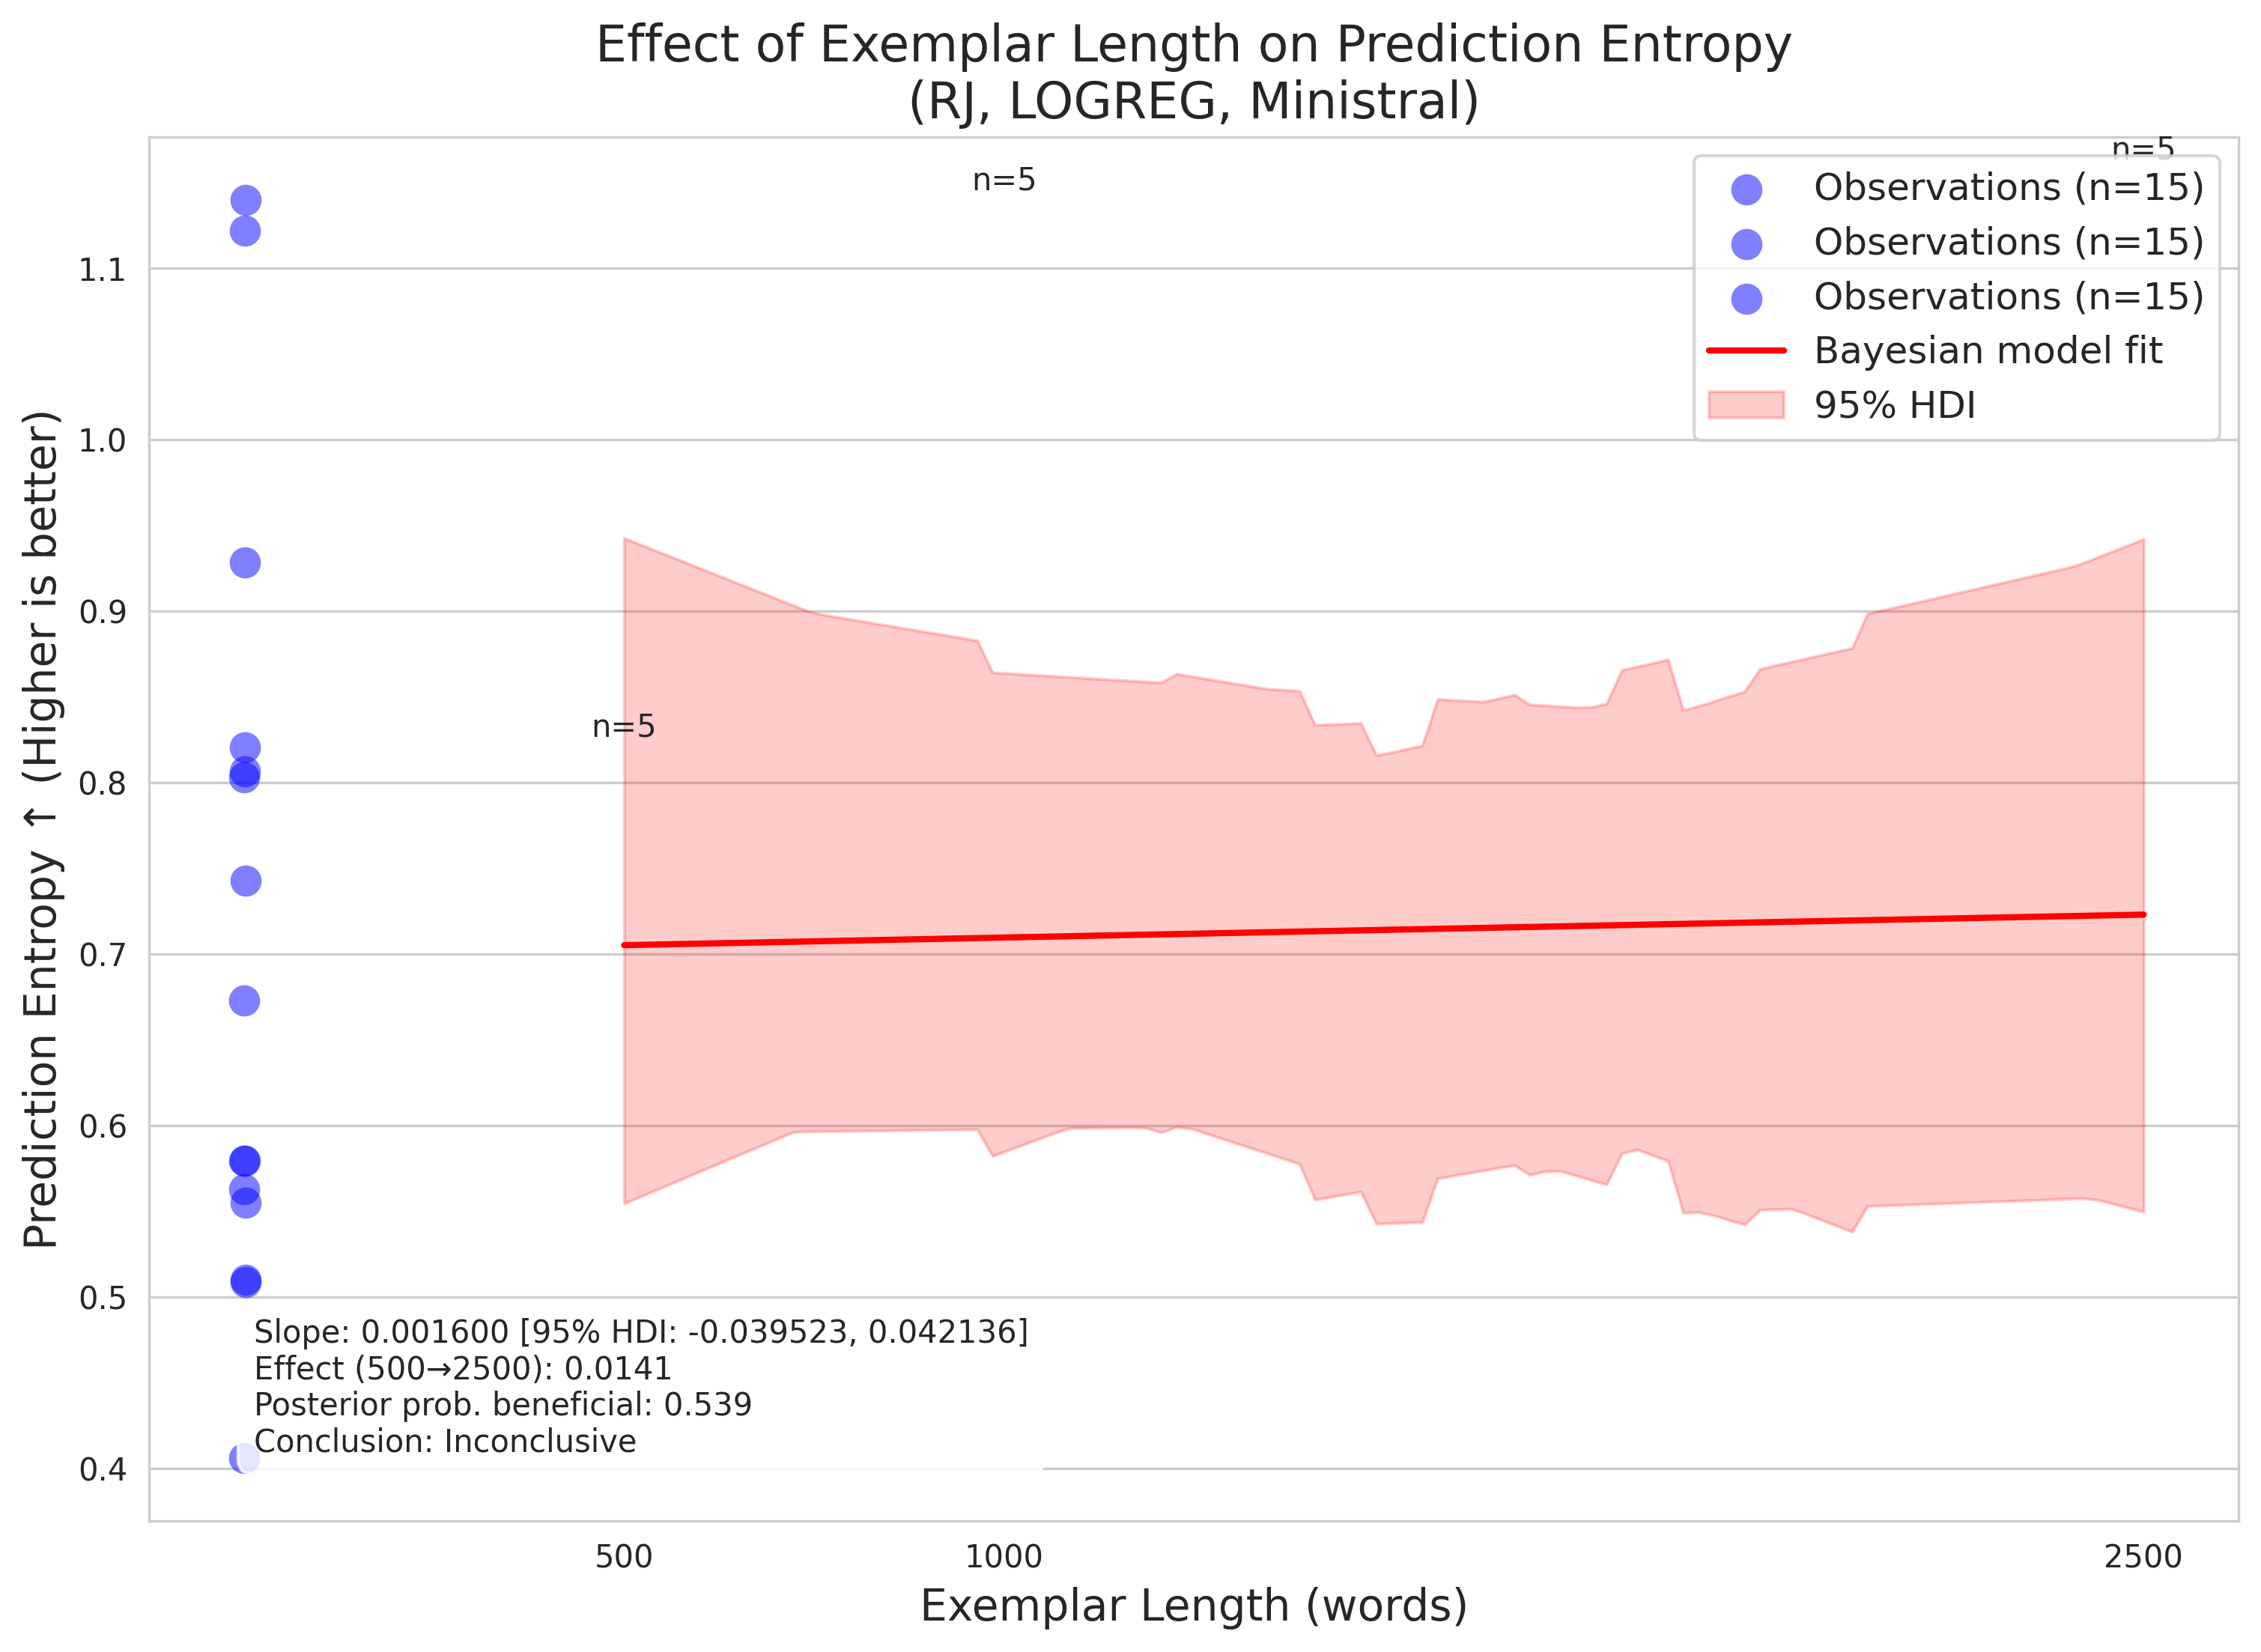 Effect of Exemplar Length on Prediction Entropy
(RJ, LOGREG, Ministral)
n=5
n=5
n=5
Observations (n=15)
Observations (n=15)
Observations (n=15)
Bayesian model fit
95% HDI
Prediction Entropy ↑ (Higher is better)
1.1
1.0
0.9
0.8
0.7
0.6
0.5
0.4
Slope: 0.001600 [95% HDI: -0.039523, 0.042136]
Effect (500→2500): 0.0141
Posterior prob. beneficial: 0.539
Conclusion: Inconclusive
500
1000
2500
Exemplar Length (words)